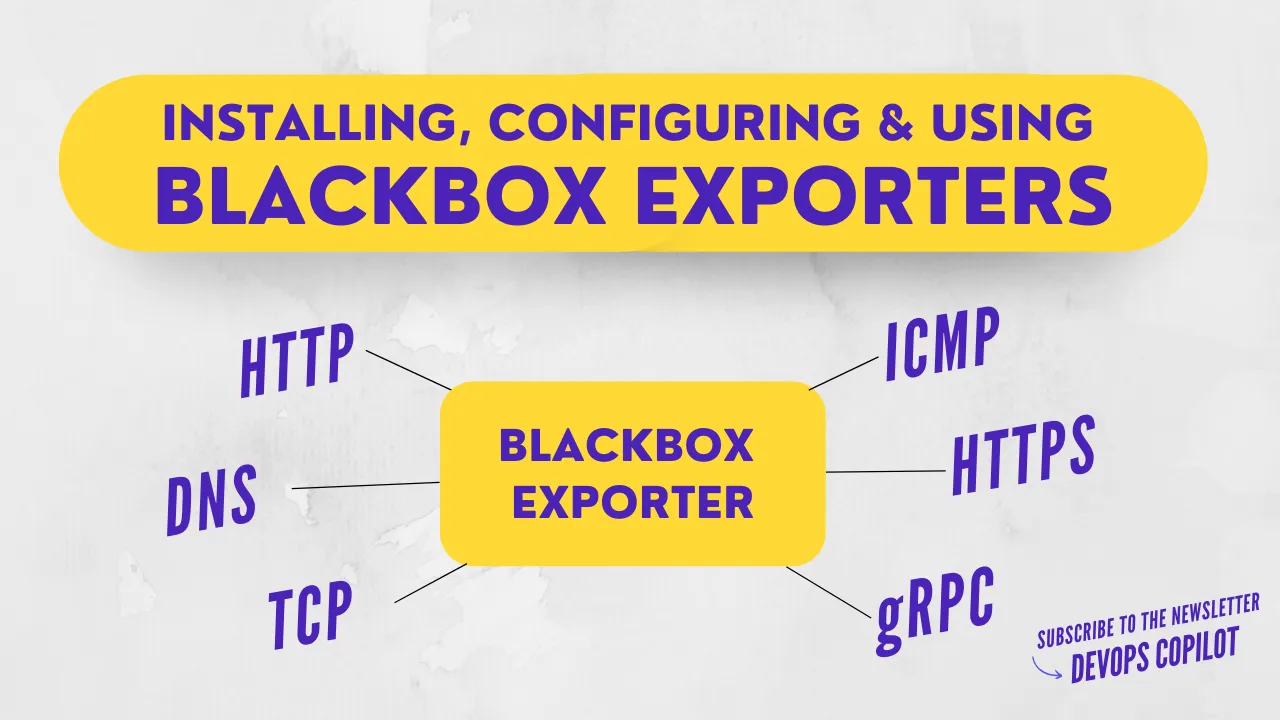 INSTALLING, CONFIGURING & USING
BLACKBOX EXPORTERS
HTTP
ICMP
BLACKBOX
EXPORTER
HTTPS
DNS
TCP
gRPC
SUBSCRIBE TO THE NEWSLETTER
DEVOPS COPILOT